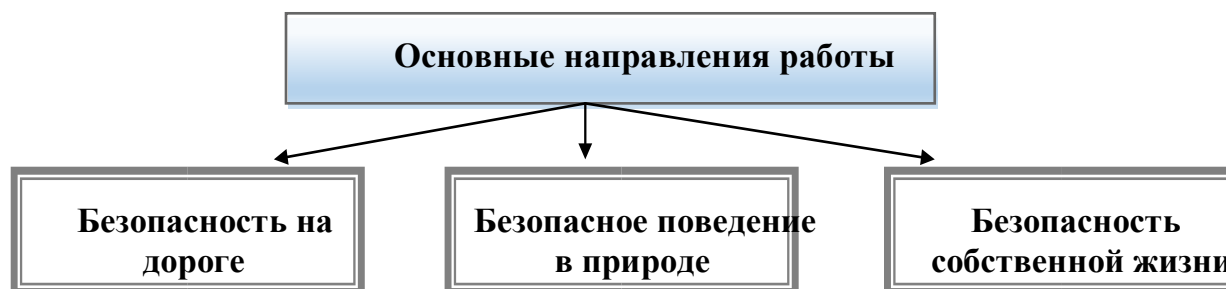 Основные направления работы
Безопасность на
дороге
Безопасное поведение
в природе
Безопасность
собственной жизни